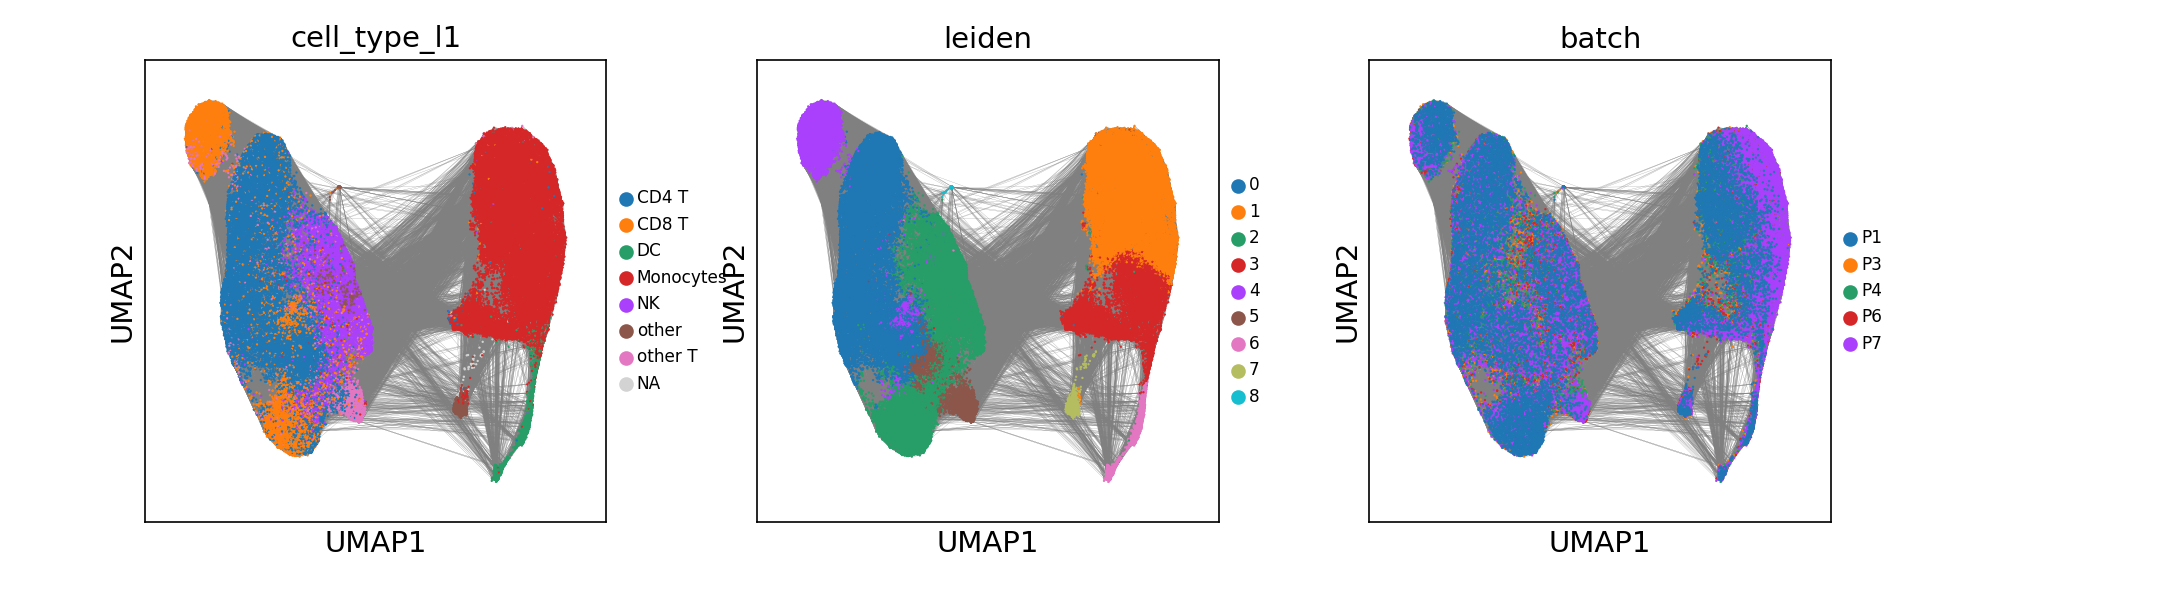 cell_type_l1
UMAP2
UMAP1
CD4 T
CD8 T
DC
Monocytes
NK
other
other T
NA
leiden
UMAP2
UMAP1
0
1
2
3
4
5
6
7
8
batch
UMAP2
UMAP1
P1
P3
P4
P6
P7